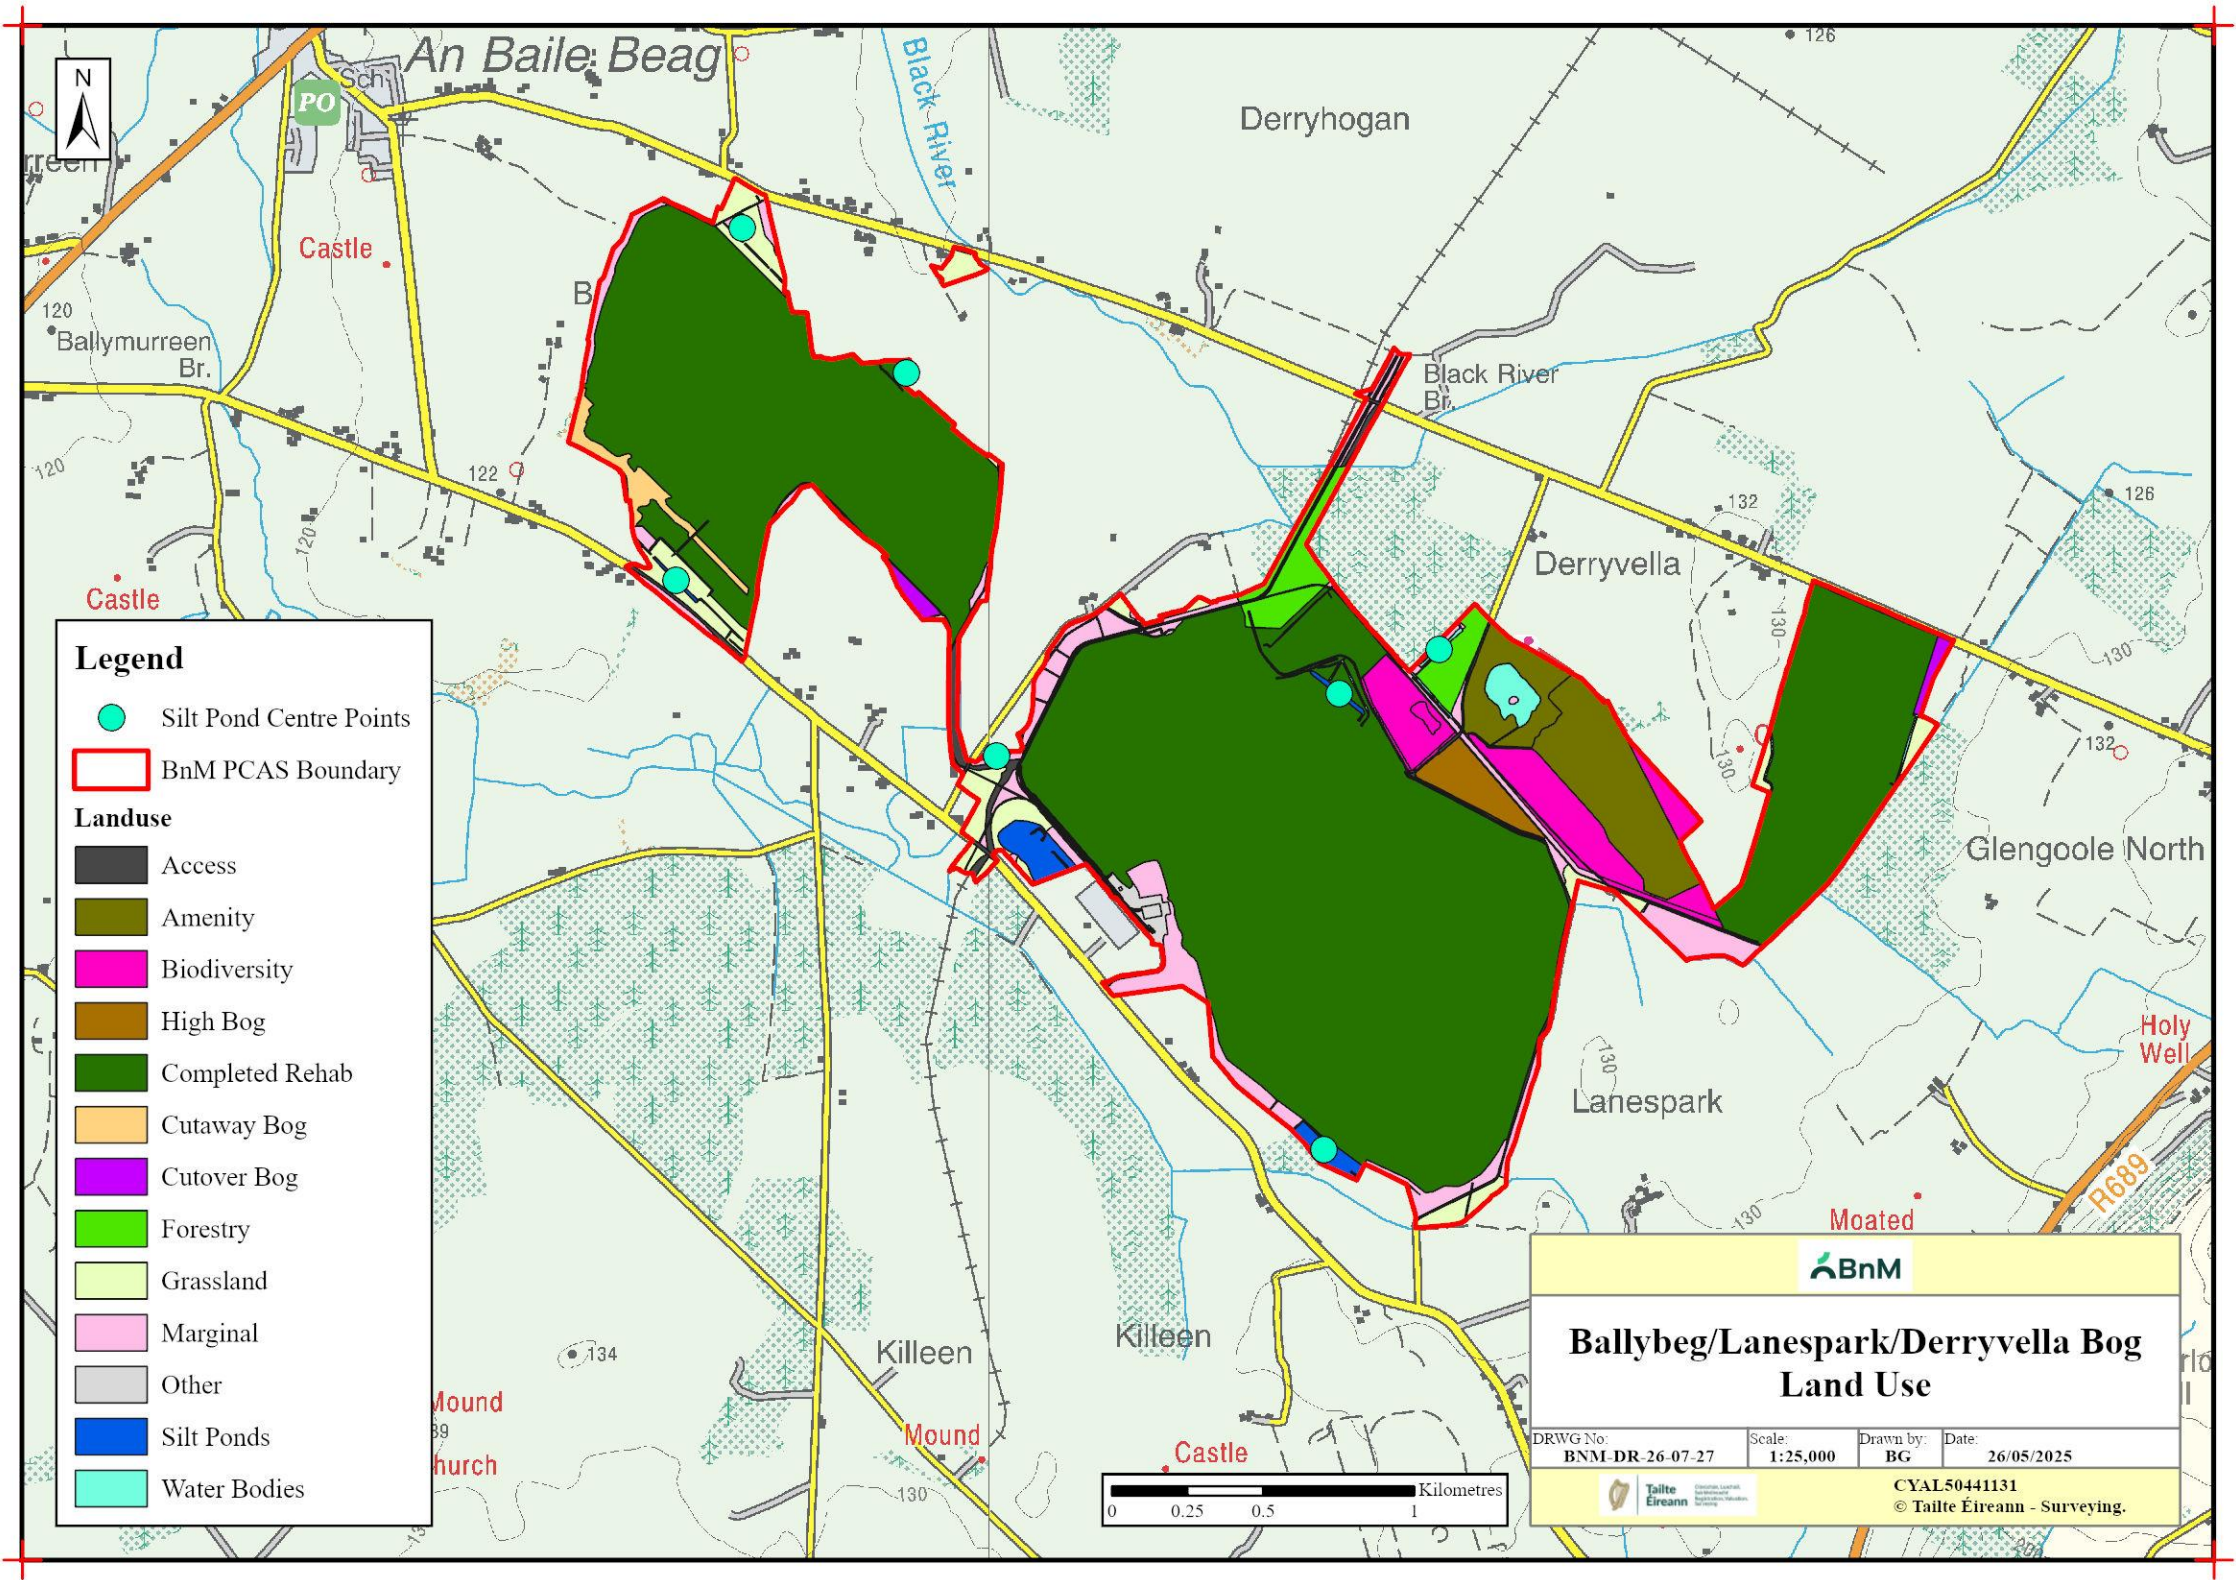 An Baile Beag
Sch
PO
N
rreen
Black River
Derryhogan
126
Castle
120
Ballymurreen
Br.
B
Black River
Br.
120
122
120
126
132
Derryvella
130
Castle
130
132
130
Glengoole North
Legend
Silt Pond Centre Points
BnM PCAS Boundary
Landuse
Access
Amenity
Biodiversity
High Bog
Completed Rehab
Cutaway Bog
Cutover Bog
Forestry
Grassland
Marginal
Other
Silt Ponds
Water Bodies
Holy
Well
130
Lanespark
R689
130
Moated
134
Killeen
Killeen
Mound
39
hurch
Mound
Castle
130
Kilometres
0 0.25 0.5 1
BnM
Ballybeg/Lanespark/Derryvella Bog
Land Use
DRWG No: Scale: Drawn by: Date:
BNM-DR-26-07-27 1:25,000 BG 26/05/2025
Tailte
Éireann
CYAL50441131
© Tailte Éireann - Surveying.
200